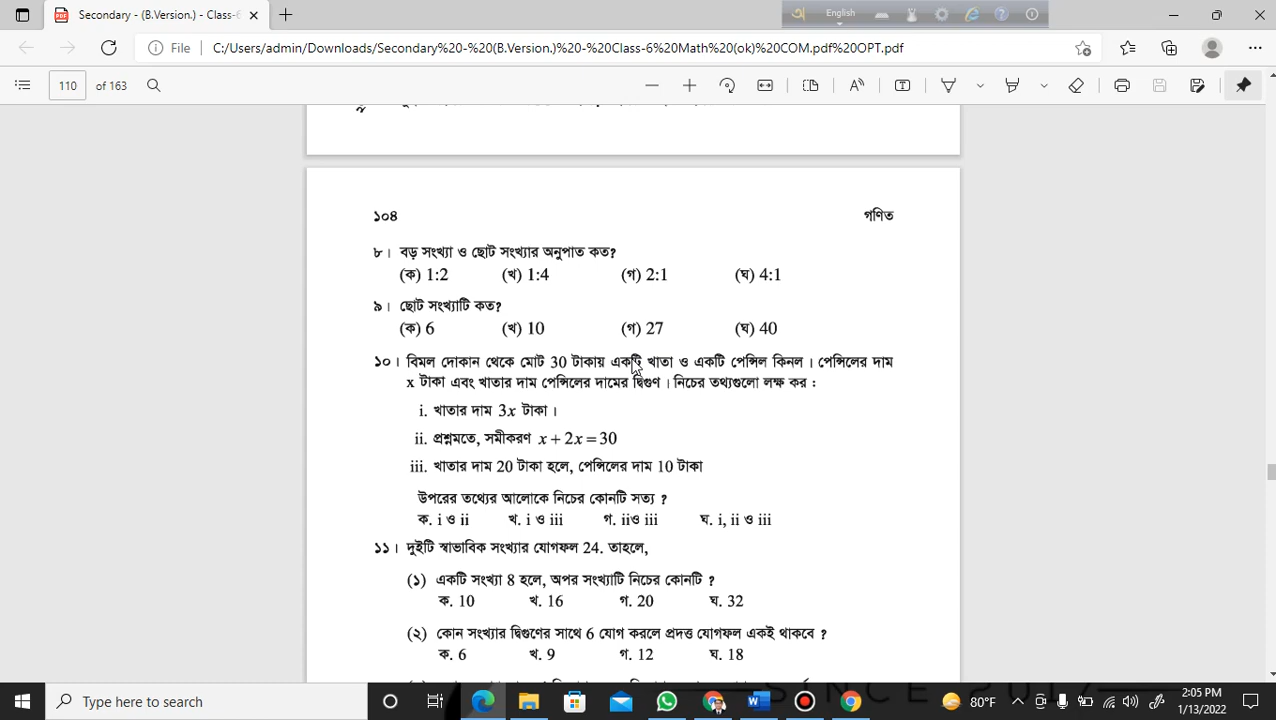 Secondary - (B.Version.) - Class-6
English
File
C:/Users/admin/Downloads/Secondary%20-%20(B.Version.)%20-%20Class-6%20Math%20(ok)%20COM.pdf%20OPT.pdf
110 of 163
১০৪ গণিত
৮। বড় সংখ্যা ও ছোট সংখ্যার অনুপাত কত?
(ক) 1:2 (খ) 1:4 (গ) 2:1 (ঘ) 4:1
৯। ছোট সংখ্যাটি কত?
(ক) 6 (খ) 10 (গ) 27 (ঘ) 40
১০। বিমল দোকান থেকে মোট 30 টাকায় একটি খাতা ও একটি পেন্সিল কিনল। পেন্সিলের দাম
x টাকা এবং খাতার দাম পেন্সিলের দামের দ্বিগুণ। নিচের তথ্যগুলো লক্ষ কর :
i. খাতার দাম 3x টাকা।
ii. প্রশ্নমতে, সমীকরণ x + 2x = 30
iii. খাতার দাম 20 টাকা হলে, পেন্সিলের দাম 10 টাকা
উপরের তথ্যের আলোকে নিচের কোনটি সত্য ?
ক. i ও ii খ. i ও iii গ. iiও iii ঘ. i, ii ও iii
১১। দুইটি স্বাভাবিক সংখ্যার যোগফল 24. তাহলে,
(১) একটি সংখ্যা 8 হলে, অপর সংখ্যাটি নিচের কোনটি ?
ক. 10 খ. 16 গ. 20 ঘ. 32
(২) কোন সংখ্যার দ্বিগুণের সাথে 6 যোগ করলে প্রদত্ত যোগফল একই থাকবে ?
ক. 6 খ. 9 গ. 12 ঘ. 18
SINCE 2017
Type here to search
80°F
2:05 PM
1/13/2022